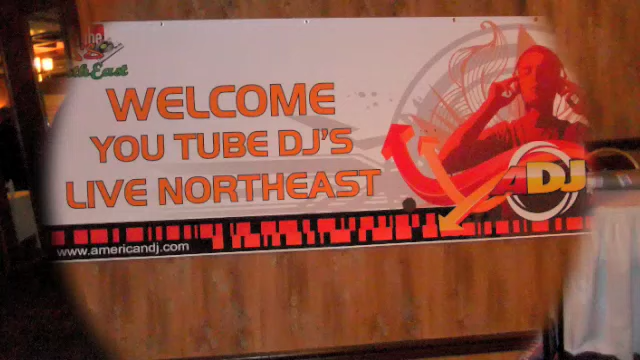 WELCOME
YOU TUBE DJ'S
LIVE NORTHEAST
ADJ
www.americandj.com